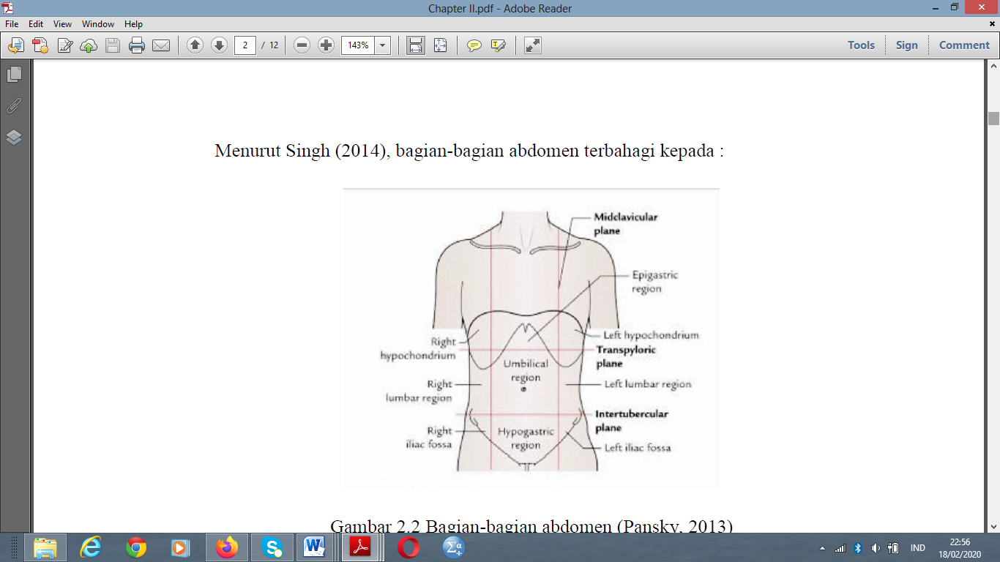 Chapter II.pdf - Adobe Reader
File Edit View Window Help
2 / 12 143% Tools Sign Comment
Menurut Singh (2014), bagian-bagian abdomen terbahagi kepada :
Midclavicular
plane
Epigastric
region
Right
hypochondrium
Left hypochondrium
Transpyloric
plane
Umbilical
region
Right
lumbar region
Left lumbar region
Intertubercular
plane
Right
iliac fossa
Hypogastric
region
Left iliac fossa
Gambar 2.2 Bagian-bagian abdomen (Pansky, 2013)
IND
22:56
18/02/2020